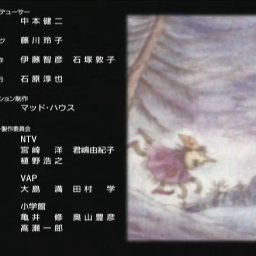 デューサー
中本健二
ク
藤川玲子
伊藤智彦 石塚敦子
石原淳也
ション制作
マッド・ハウス
製作委員会
NTV
宮崎 洋 君嶋由紀子
植野浩之
VAP
大島 満 田村 学
小学館
亀井 修 奥山豊彦
高瀬一郎